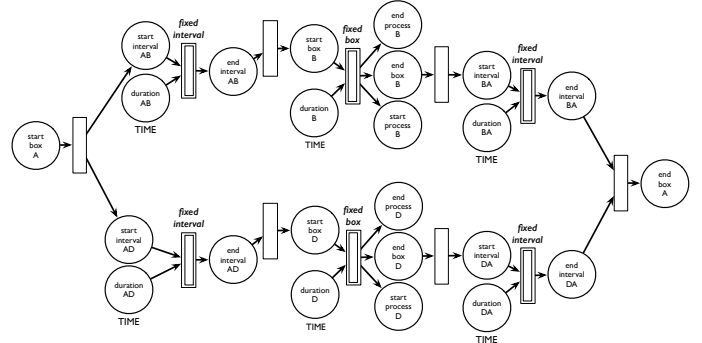 start
box
A
start
interval
AB
duration
AB
TIME
fixed
interval
end
interval
AB
start
box
B
duration
B
TIME
fixed
box
end
process
B
end
box
B
start
process
B
start
interval
BA
duration
BA
TIME
fixed
interval
end
interval
BA
start
interval
AD
duration
AD
TIME
fixed
interval
end
interval
AD
start
box
D
duration
D
TIME
fixed
box
end
process
D
end
box
D
start
process
D
start
interval
DA
duration
DA
TIME
fixed
interval
end
interval
DA
end
box
A